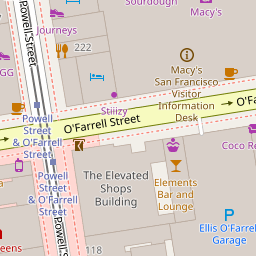 Sourdough
Macy's
Powell Street
Journeys
222
GG
Macy's
San Francisco
Visitor
Information
Desk
Stiiizy
O'Fa
Powell
Street
& O'Farrell
Street
O'Farrell Street
Coco Re
The Elevated
Shops
Building
Elements
Bar and
Lounge
Powell
Street
& O'Farrell
Street
Powell Street
Ellis O'Farrell
Garage
118
eens